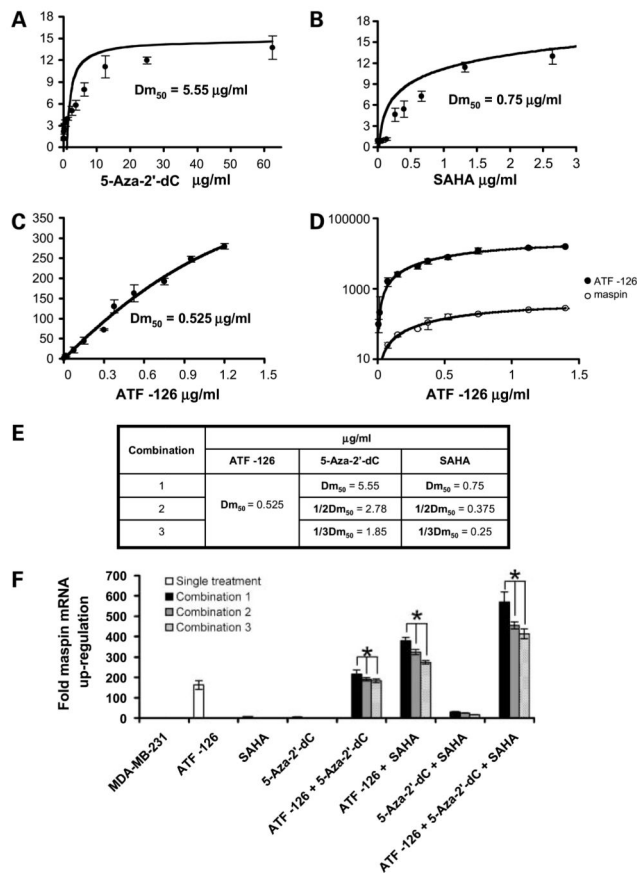 A
18
15
12
9
6
3
0
Dm50 = 5.55 µg/ml
0 10 20 30 40 50 60
5-Aza-2'-dC µg/ml
B
18
15
12
9
6
3
0
Dm50 = 0.75 µg/ml
0 0.5 1 1.5 2 2.5 3
SAHA µg/ml
C
350
300
250
200
150
100
50
0
Dm50 = 0.525 µg/ml
0 0.3 0.6 0.9 1.2 1.5
ATF -126 µg/ml
D
100000
1000
10
0 0.5 1 1.5
ATF -126 µg/ml
ATF -126
maspin
E
Combination
µg/ml
ATF -126 5-Aza-2'-dC SAHA
1 Dm50 = 5.55 Dm50 = 0.75
Dm50 = 0.525
2 1/2Dm50 = 2.78 1/2Dm50 = 0.375
3 1/3Dm50 = 1.85 1/3Dm50 = 0.25
F
Fold maspin mRNA
up-regulation
700
600
500
400
300
200
100
0
Single treatment
Combination 1
Combination 2
Combination 3
*
*
*
MDA-MB-231
ATF -126
SAHA
5-Aza-2'-dC
ATF -126 + 5-Aza-2'-dC
ATF -126 + SAHA
5-Aza-2'-dC + SAHA
ATF -126 + 5-Aza-2'-dC + SAHA